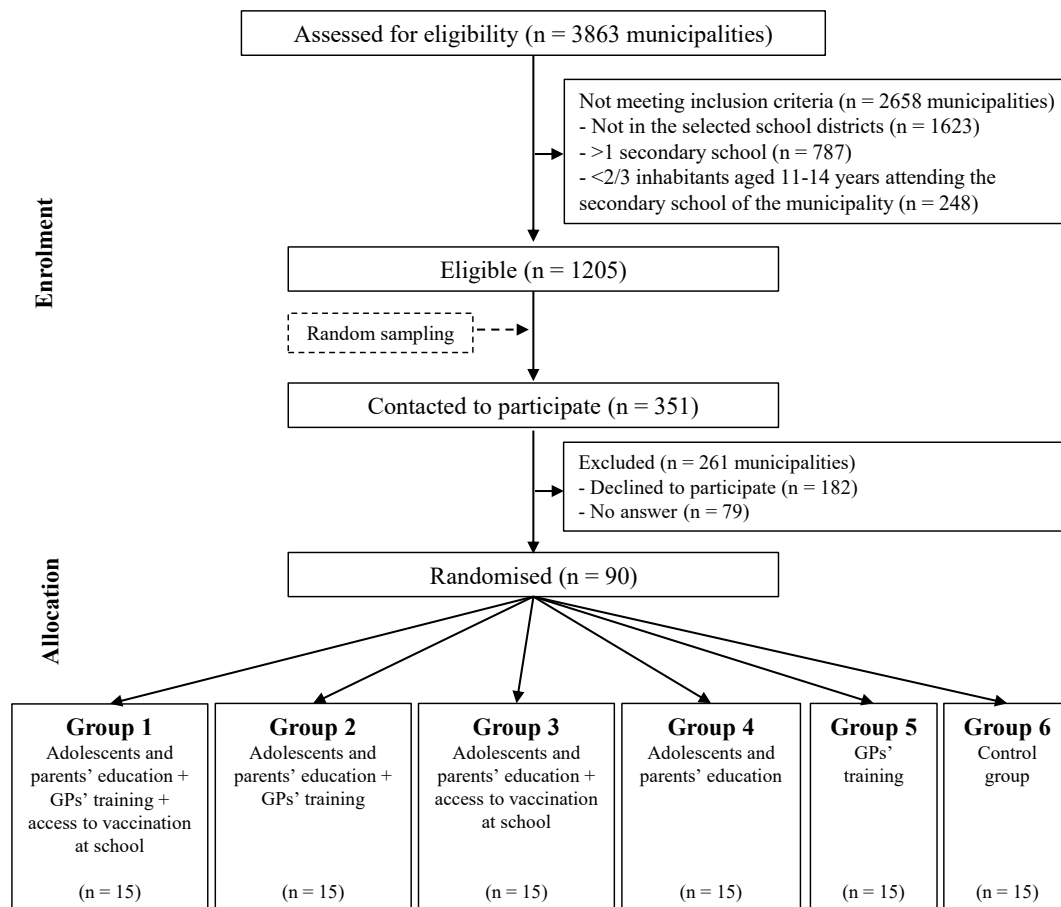 Assessed for eligibility (n = 3863 municipalities)
Not meeting inclusion criteria (n = 2658 municipalities)
- Not in the selected school districts (n = 1623)
- >1 secondary school (n = 787)
- <2/3 inhabitants aged 11-14 years attending the
secondary school of the municipality (n = 248)
Enrolment
Eligible (n = 1205)
Random sampling
Contacted to participate (n = 351)
Excluded (n = 261 municipalities)
- Declined to participate (n = 182)
- No answer (n = 79)
Randomised (n = 90)
Allocation
Group 1
Adolescents and
parents’ education +
GPs’ training +
access to vaccination
at school
(n = 15)
Group 2
Adolescents and
parents’ education +
GPs’ training
(n = 15)
Group 3
Adolescents and
parents’ education +
access to vaccination
at school
(n = 15)
Group 4
Adolescents and
parents’ education
(n = 15)
Group 5
GPs’
training
(n = 15)
Group 6
Control
group
(n = 15)